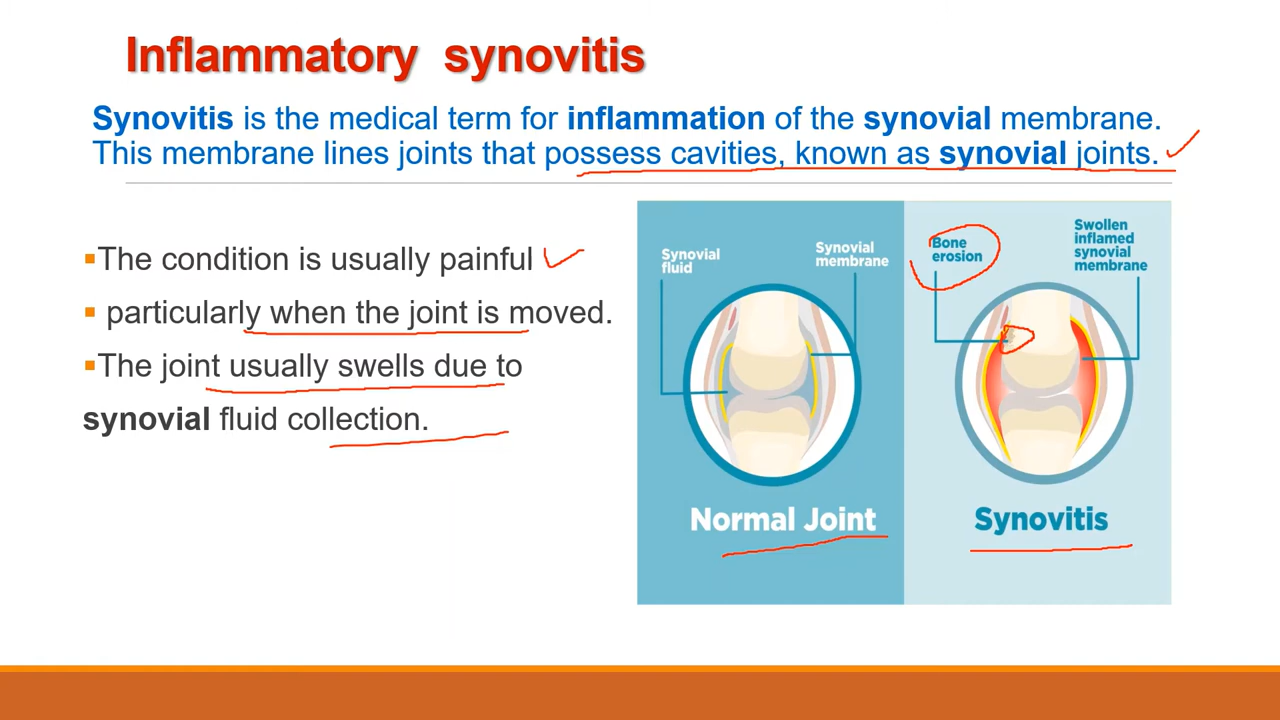 Inflammatory synovitis
Synovitis is the medical term for inflammation of the synovial membrane.
This membrane lines joints that possess cavities, known as synovial joints.
▪The condition is usually painful
▪ particularly when the joint is moved.
▪The joint usually swells due to
synovial fluid collection.
Synovial
fluid
Synovial
membrane
Normal Joint
Bone
erosion
Swollen
inflamed
synovial
membrane
Synovitis